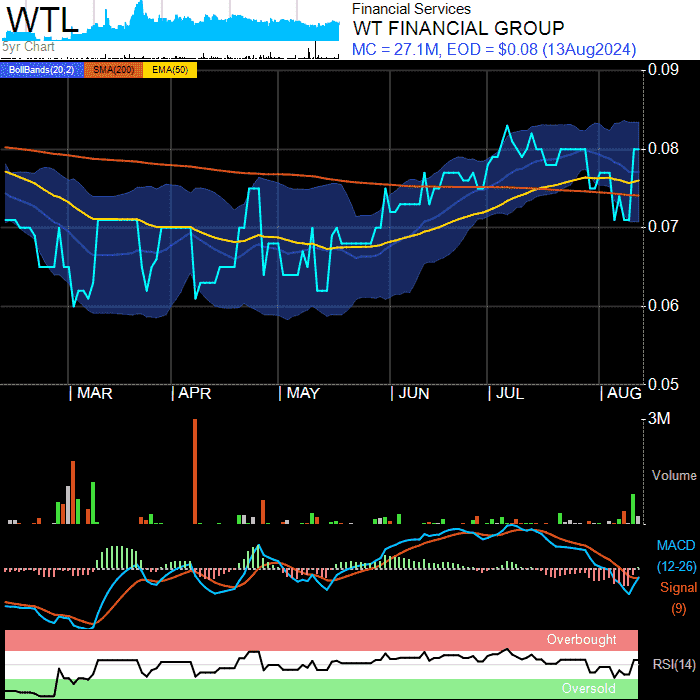 WTL
5yr Chart
Financial Services
WT FINANCIAL GROUP
MC = 27.1M, EOD = $0.08 (13Aug2024)
BollBands(20,2) SMA(200) EMA(50)
0.09
0.08
0.07
0.06
0.05
| MAR | APR | MAY | JUN | JUL | AUG
3M
Volume
MACD
(12-26)
Signal
(9)
Overbought
RSI(14)
Oversold